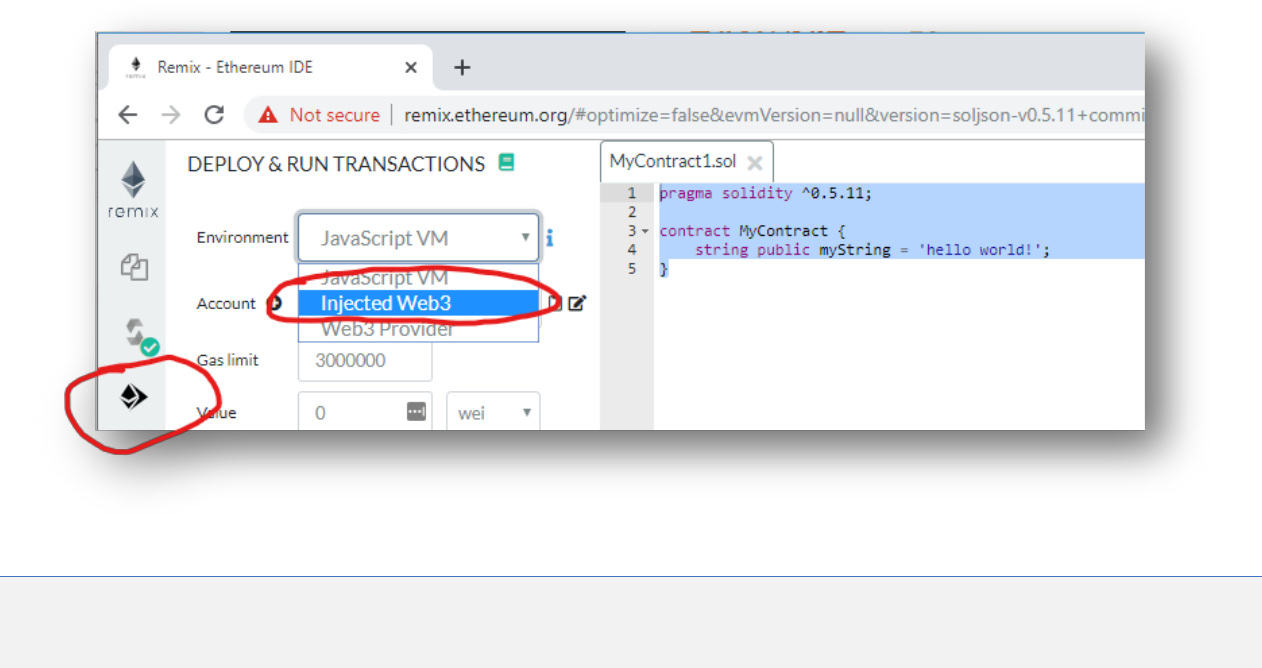 remix
Remix - Ethereum IDE × +
Not secure | remix.ethereum.org/#optimize=false&evmVersion=null&version=soljson-v0.5.11+commi
DEPLOY & RUN TRANSACTIONS
remix
Environment JavaScript VM
JavaScript VM
Account Injected Web3
Web3 Provider
Gas limit 3000000
Value 0 wei
MyContract1.sol
1 pragma solidity ^0.5.11;
2
3 contract MyContract {
4 string public myString = 'hello world!';
5 }